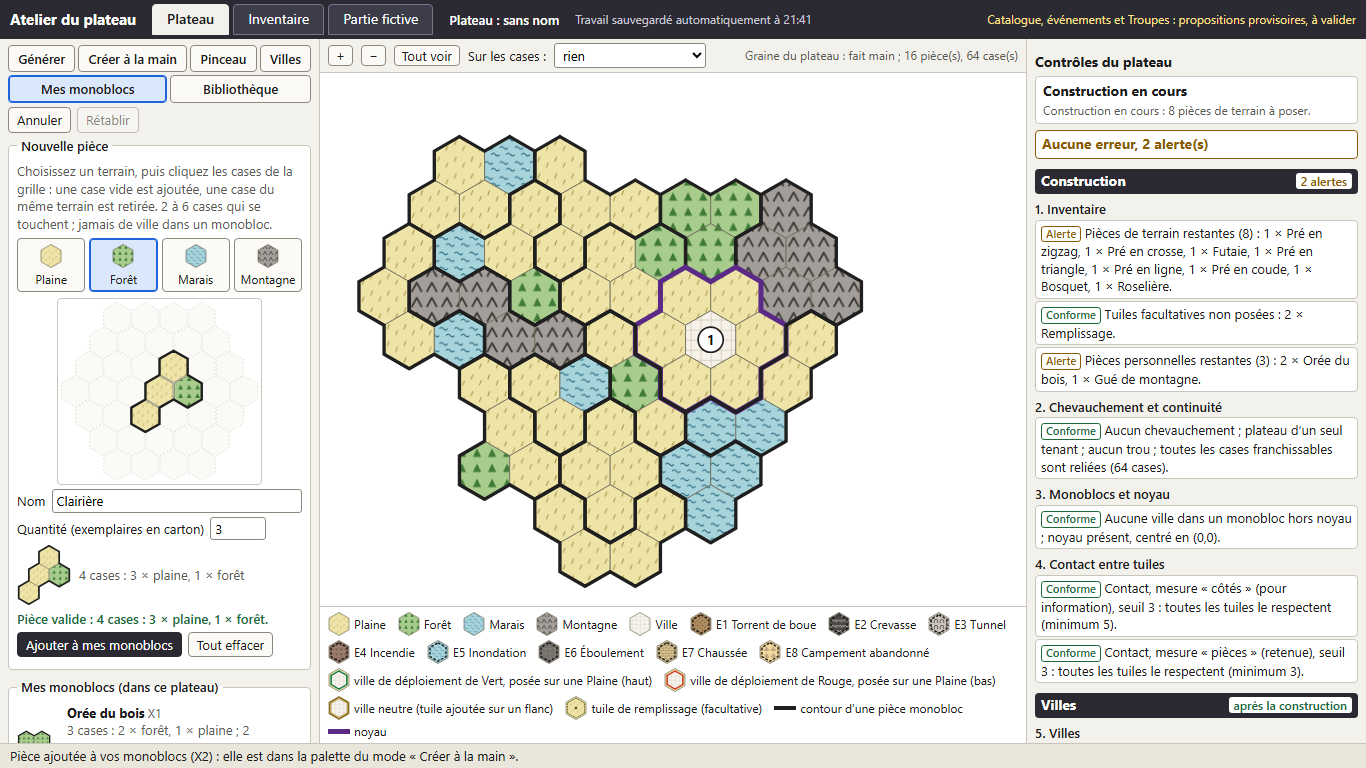 Atelier du plateau
Plateau
Inventaire
Partie fictive
Plateau : sans nom
Travail sauvegardé automatiquement à 21:41
Catalogue, événements et Troupes : propositions provisoires, à valider
Générer
Créer à la main
Pinceau
Villes
Mes monoblocs
Bibliothèque
Annuler
Rétablir
Nouvelle pièce
Choisissez un terrain, puis cliquez les cases de la
grille : une case vide est ajoutée, une case du
même terrain est retirée. 2 à 6 cases qui se
touchent ; jamais de ville dans un monobloc.
Plaine
Forêt
Marais
Montagne
Nom
Clairière
Quantité (exemplaires en carton)
3
4 cases : 3 × plaine, 1 × forêt
Pièce valide : 4 cases : 3 × plaine, 1 × forêt.
Ajouter à mes monoblocs
Tout effacer
Mes monoblocs (dans ce plateau)
Orée du bois X1
3 cases : 2 × forêt, 1 × plaine ; 2
+
−
Tout voir
Sur les cases :
rien
Graine du plateau : fait main ; 16 pièce(s), 64 case(s)
1
Plaine
Forêt
Marais
Montagne
Ville
E1 Torrent de boue
E2 Crevasse
E3 Tunnel
E4 Incendie
E5 Inondation
E6 Éboulement
E7 Chaussée
E8 Campement abandonné
ville de déploiement de Vert, posée sur une Plaine (haut)
ville de déploiement de Rouge, posée sur une Plaine (bas)
ville neutre (tuile ajoutée sur un flanc)
tuile de remplissage (facultative)
contour d'une pièce monobloc
noyau
Contrôles du plateau
Construction en cours
Construction en cours : 8 pièces de terrain à poser.
Aucune erreur, 2 alerte(s)
Construction
2 alertes
1. Inventaire
Alerte Pièces de terrain restantes (8) : 1 × Pré en
zigzag, 1 × Pré en crosse, 1 × Futaie, 1 × Pré en
triangle, 1 × Pré en ligne, 1 × Pré en coude, 1 ×
Bosquet, 1 × Roselière.
Conforme Tuiles facultatives non posées : 2 ×
Remplissage.
Alerte Pièces personnelles restantes (3) : 2 × Orée du
bois, 1 × Gué de montagne.
2. Chevauchement et continuité
Conforme Aucun chevauchement ; plateau d'un seul
tenant ; aucun trou ; toutes les cases franchissables
sont reliées (64 cases).
3. Monoblocs et noyau
Conforme Aucune ville dans un monobloc hors noyau
; noyau présent, centré en (0,0).
4. Contact entre tuiles
Conforme Contact, mesure « côtés » (pour
information), seuil 3 : toutes les tuiles le respectent
(minimum 5).
Conforme Contact, mesure « pièces » (retenue), seuil
3 : toutes les tuiles le respectent (minimum 3).
Villes
après la construction
5. Villes
Pièce ajoutée à vos monoblocs (X2) : elle est dans la palette du mode « Créer à la main ».